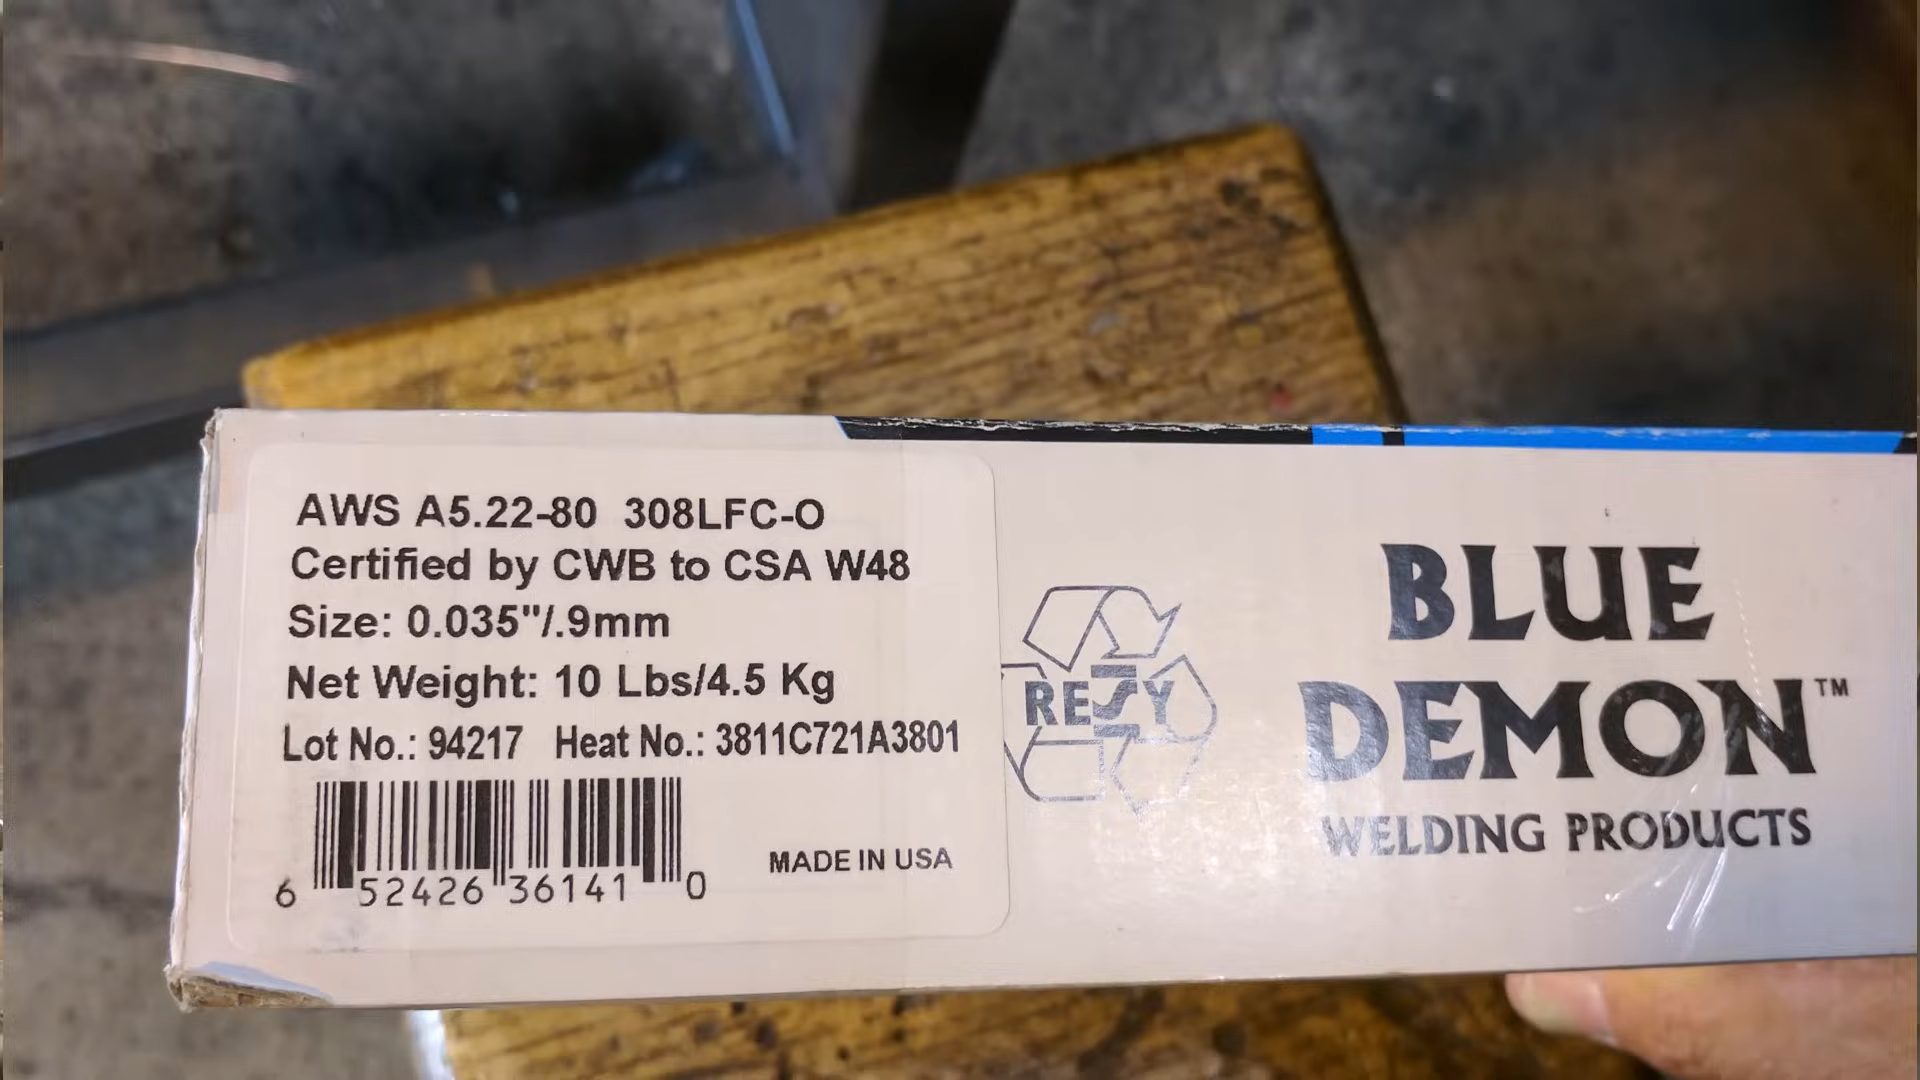 AWS A5.22-80 308LFC-O
Certified by CWB to CSA W48
Size: 0.035"/.9mm
Net Weight: 10 Lbs/4.5 Kg
Lot No.: 94217 Heat No.: 3811C721A3801
6 52426 36141 0
MADE IN USA
RESY
BLUE
DEMON™
WELDING PRODUCTS